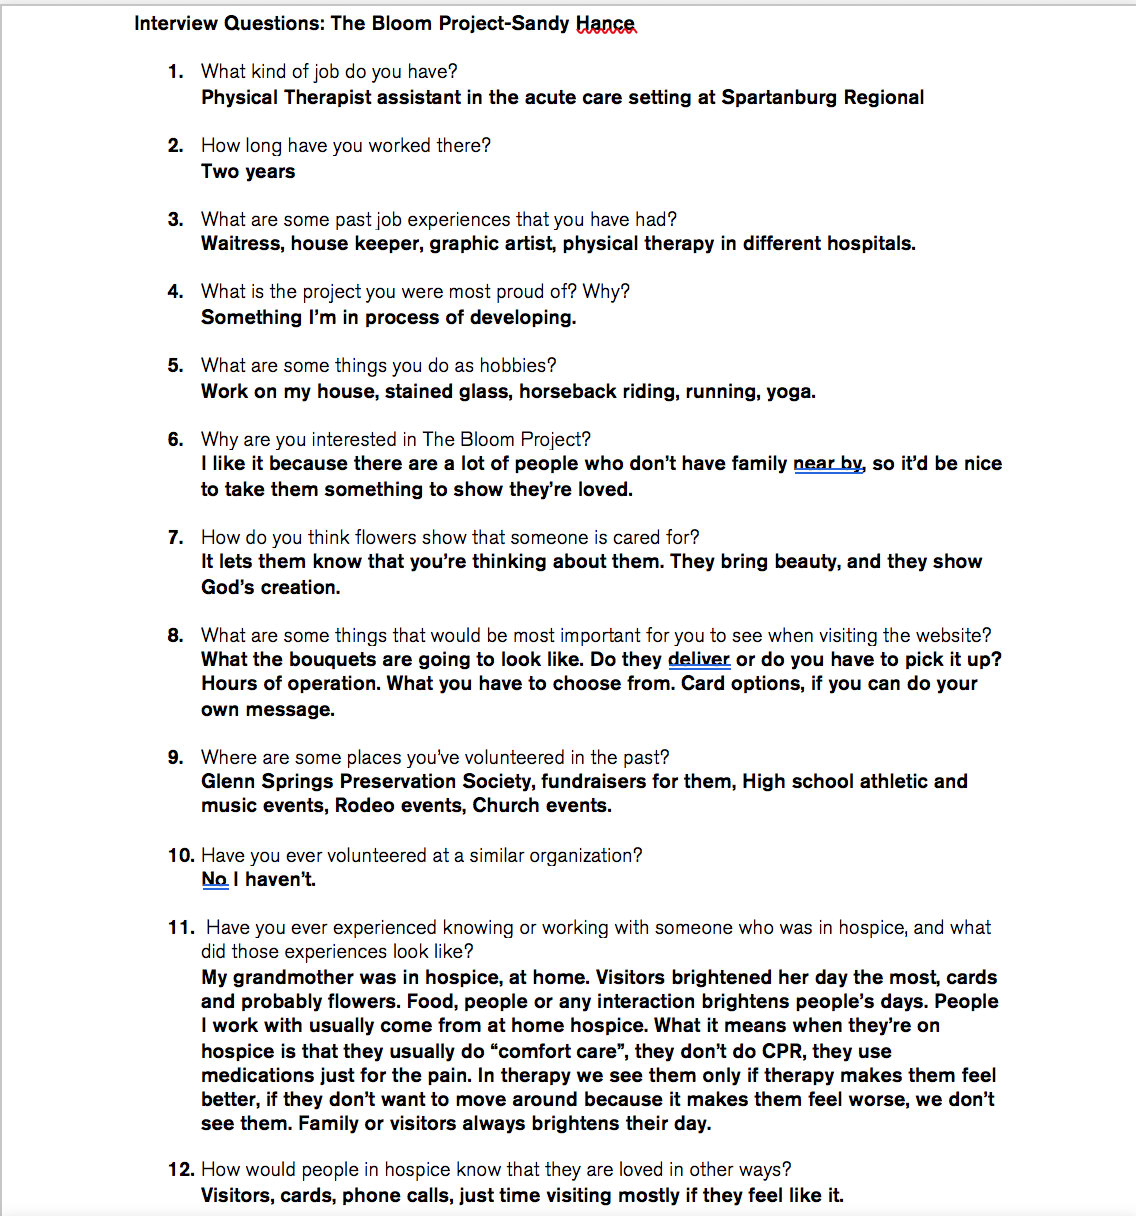 Interview Questions: The Bloom Project-Sandy Hance
1. What kind of job do you have?
Physical Therapist assistant in the acute care setting at Spartanburg Regional
2. How long have you worked there?
Two years
3. What are some past job experiences that you have had?
Waitress, house keeper, graphic artist, physical therapy in different hospitals.
4. What is the project you were most proud of? Why?
Something I'm in process of developing.
5. What are some things you do as hobbies?
Work on my house, stained glass, horseback riding, running, yoga.
6. Why are you interested in The Bloom Project?
I like it because there are a lot of people who don't have family near by, so it'd be nice
to take them something to show they're loved.
7. How do you think flowers show that someone is cared for?
It lets them know that you're thinking about them. They bring beauty, and they show
God's creation.
8. What are some things that would be most important for you to see when visiting the website?
What the bouquets are going to look like. Do they deliver or do you have to pick it up?
Hours of operation. What you have to choose from. Card options, if you can do your
own message.
9. Where are some places you've volunteered in the past?
Glenn Springs Preservation Society, fundraisers for them, High school athletic and
music events, Rodeo events, Church events.
10. Have you ever volunteered at a similar organization?
No I haven't.
11. Have you ever experienced knowing or working with someone who was in hospice, and what
did those experiences look like?
My grandmother was in hospice, at home. Visitors brightened her day the most, cards
and probably flowers. Food, people or any interaction brightens people's days. People
I work with usually come from at home hospice. What it means when they're on
hospice is that they usually do “comfort care”, they don't do CPR, they use
medications just for the pain. In therapy we see them only if therapy makes them feel
better, if they don't want to move around because it makes them feel worse, we don't
see them. Family or visitors always brightens their day.
12. How would people in hospice know that they are loved in other ways?
Visitors, cards, phone calls, just time visiting mostly if they feel like it.